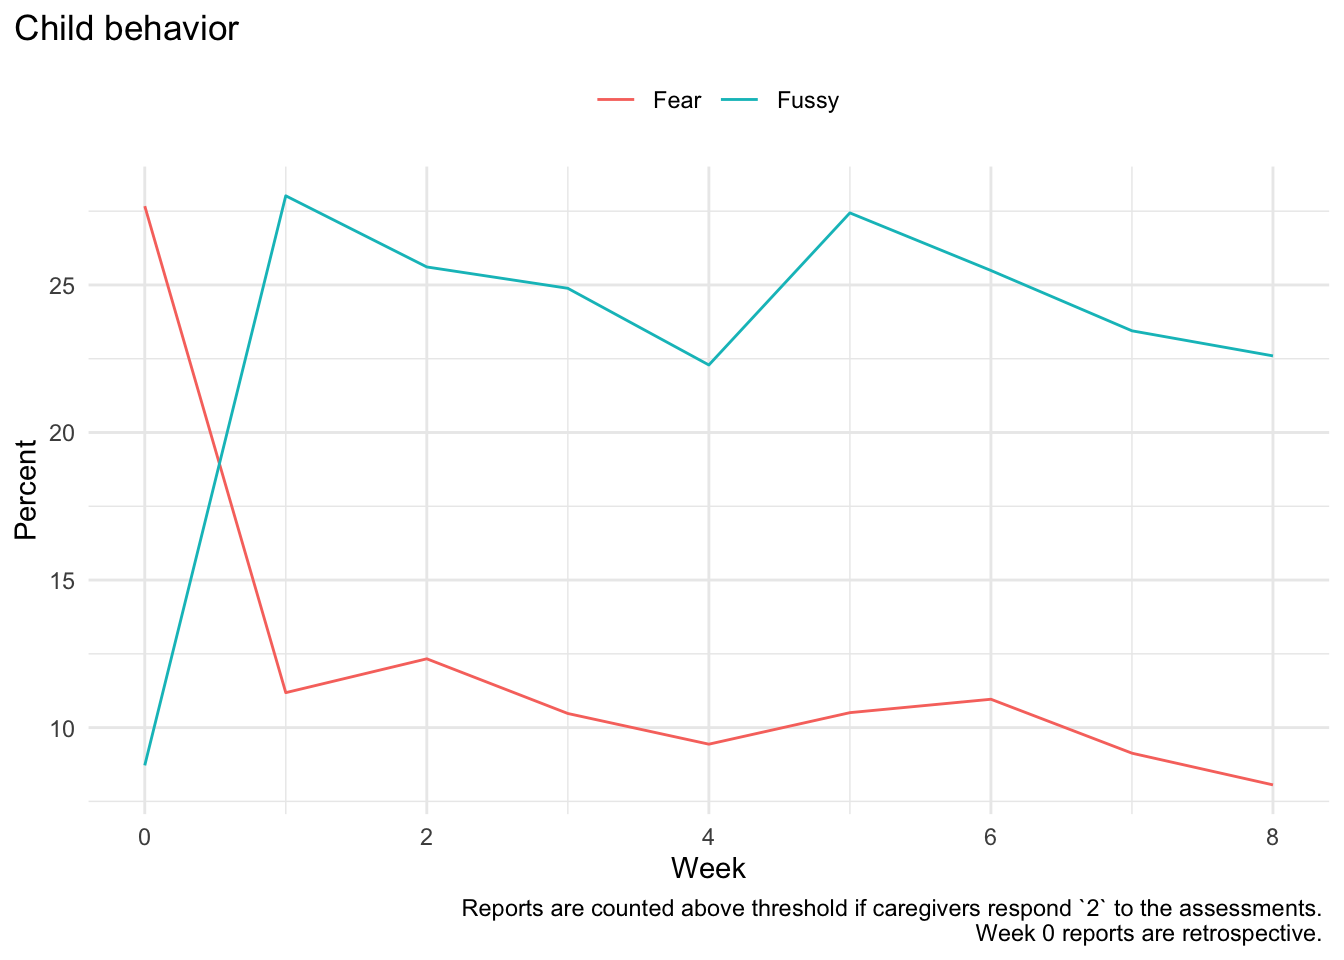 Child behavior
Fear Fussy
25
20
15
10
Percent
0 2 4 6 8
Week
Reports are counted above threshold if caregivers respond `2` to the assessments.
Week 0 reports are retrospective.